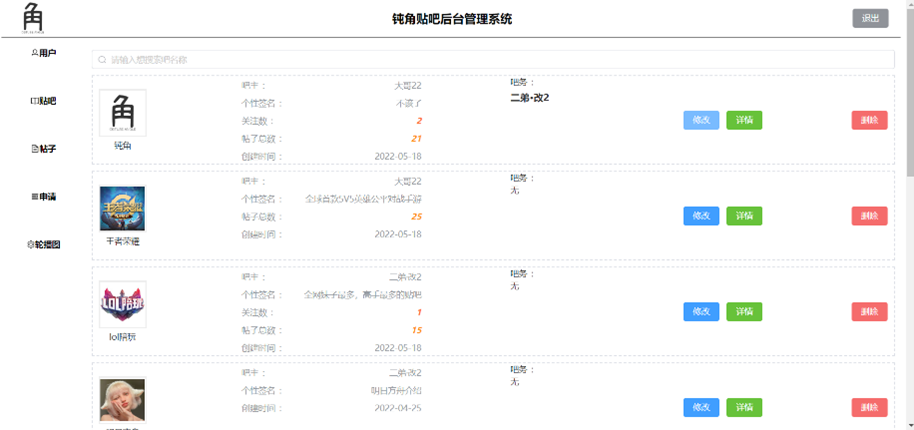 角
钝角贴吧后台管理系统
退出
用户
贴吧
帖子
申请
轮播图
请输入想搜索吧名称
角
钝角
吧主： 大哥22
个性签名： 不滚了
关注数： 2
帖子总数： 21
创建时间： 2022-05-18
吧务：
二弟·改2
修改 详情 删除
王者荣耀
吧主： 大哥22
个性签名： 全球首款5V5英雄公平对战手游
帖子总数： 25
创建时间： 2022-05-18
吧务：
无
修改 详情 删除
LOL陪玩
lol陪玩
吧主： 二弟·改2
个性签名： 全网妹子最多，高手最多的贴吧
关注数： 1
帖子总数： 15
创建时间： 2022-05-18
吧务：
无
修改 详情 删除
吧主： 二弟·改2
个性签名： 明日方舟介绍
创建时间： 2022-04-25
吧务：
无
修改 详情 删除